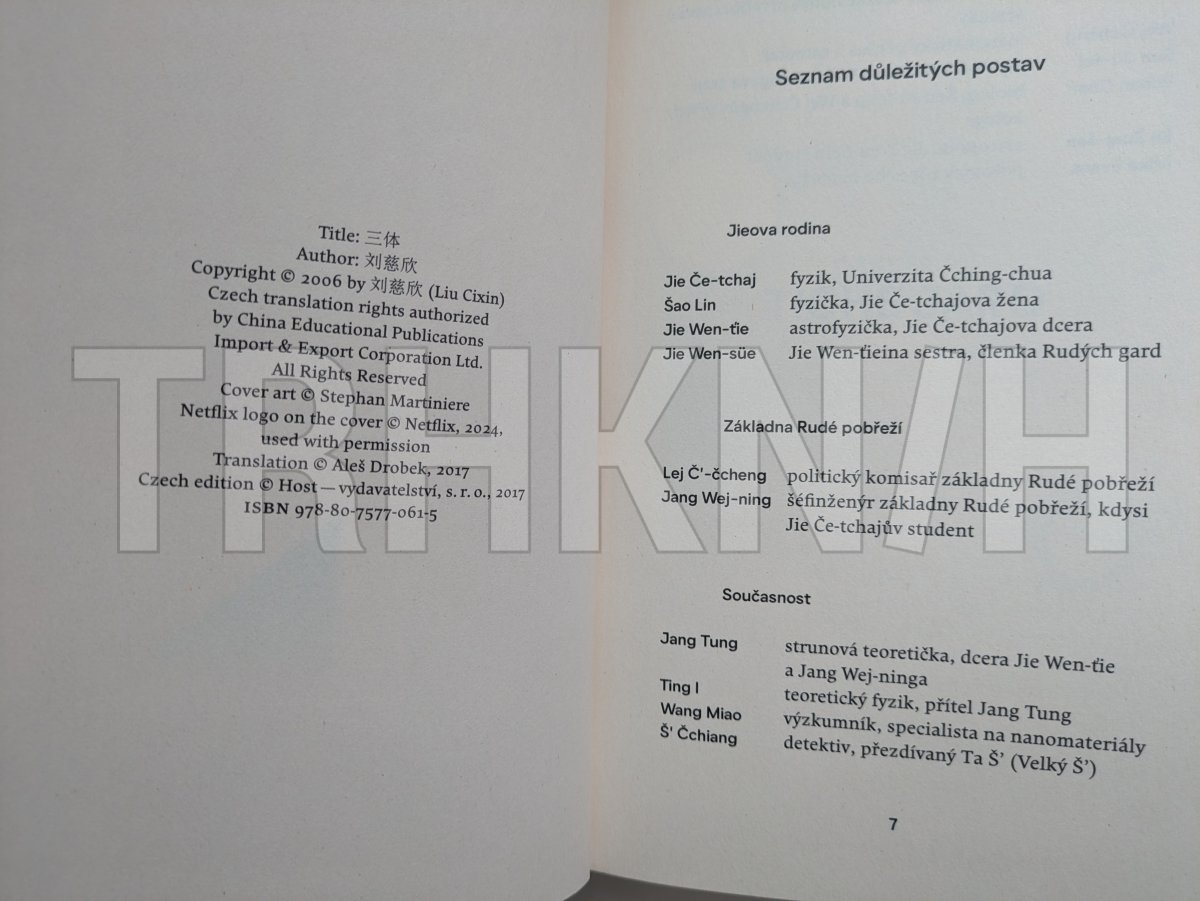 Title: 三体
Author: 刘慈欣
Copyright © 2006 by 刘慈欣 (Liu Cixin)
Czech translation rights authorized
by China Educational Publications
Import & Export Corporation Ltd.
All Rights Reserved
Cover art © Stephan Martiniere
Netflix logo on the cover © Netflix, 2024,
used with permission
Translation © Aleš Drobek, 2017
Czech edition © Host — vydavatelství, s. r. o., 2017
ISBN 978-80-7577-061-5
Seznam důležitých postav
Jieova rodina
Jie Če-tchaj fyzik, Univerzita Čching-chua
Šao Lin fyzička, Jie Če-tchajova žena
Jie Wen-ťie astrofyzička, Jie Če-tchajova dcera
Jie Wen-süe Jie Wen-ťieina sestra, členka Rudých gard
Základna Rudé pobřeží
Lej Č’-čcheng politický komisař základny Rudé pobřeží
Jang Wej-ning šéfinženýr základny Rudé pobřeží, kdysi
Jie Če-tchajův student
Současnost
Jang Tung strunová teoretička, dcera Jie Wen-ťie
a Jang Wej-ninga
Ting I teoretický fyzik, přítel Jang Tung
Wang Miao výzkumník, specialista na nanomateriály
Š’ Čchiang detektiv, přezdívaný Ta Š’ (Velký Š’)
7